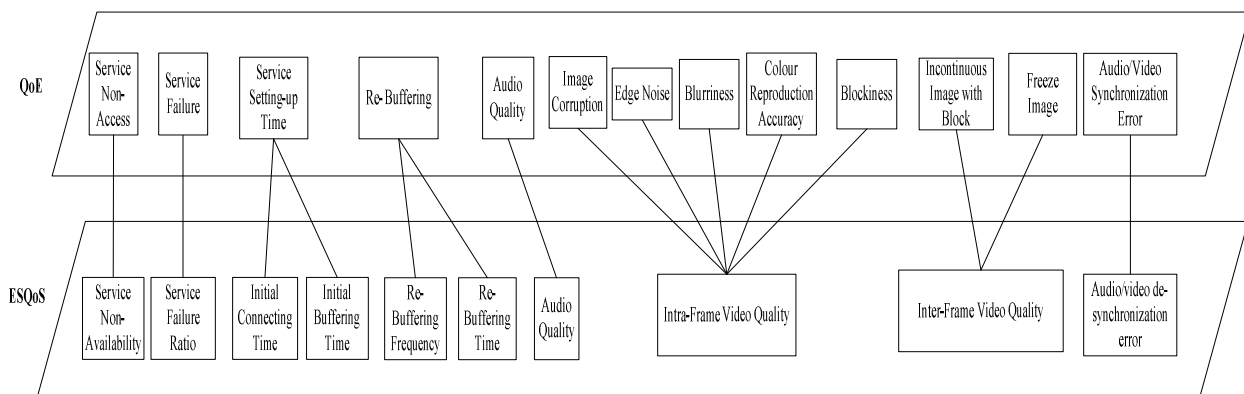 QoE
Service
Non-
Access
Service
Failure
Service
Setting-up
Time
Re-Buffering
Audio
Quality
Image
Corruption
Edge Noise
Blurriness
Colour
Reproduction
Accuracy
Blockiness
Incontinuous
Image with
Block
Freeze
Image
Audio/Video
Synchronization
Error
ESQoS
Service
Non-
Availability
Service
Failure
Ratio
Initial
Connecting
Time
Initial
Buffering
Time
Re-
Buffering
Frequency
Re-
Buffering
Time
Audio
Quality
Intra-Frame Video Quality
Inter-Frame Video Quality
Audio/video de-
synchronization
error